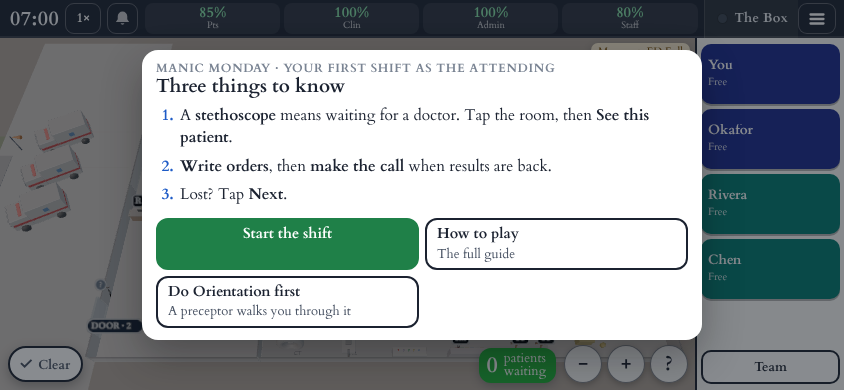 07:00
1×
85%
Pts
100%
Clin
100%
Admin
80%
Staff
The Box
MANIC MONDAY · YOUR FIRST SHIFT AS THE ATTENDING
Three things to know
1. A stethoscope means waiting for a doctor. Tap the room, then See this
patient.
2. Write orders, then make the call when results are back.
3. Lost? Tap Next.
Start the shift
How to play
The full guide
Do Orientation first
A preceptor walks you through it
You
Free
Okafor
Free
Rivera
Free
Chen
Free
DOOR · 2
Clear
0 patients
waiting
−
+
?
Team